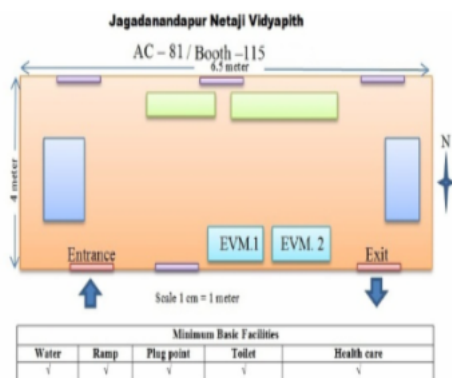 Jagadanandapur Netaji Vidyapith
AC – 81 / Booth –115
6.5 meter
4 meter
N
EVM.1 EVM. 2
Entrance Exit
Scale 1 cm = 1 meter
Minimum Basic Facilities
Water Ramp Plug point Toilet Health care
√ √ √ √ √